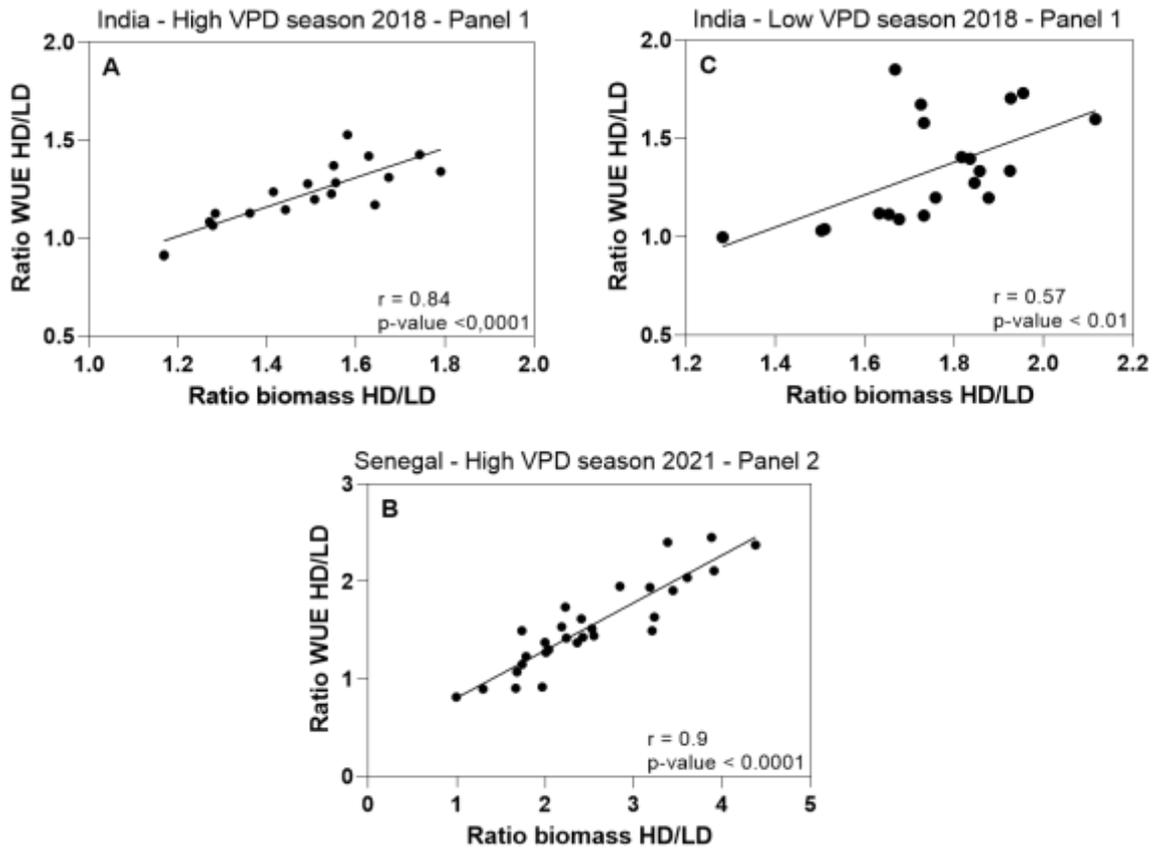 India - High VPD season 2018 - Panel 1
A
Ratio WUE HD/LD
2.0
1.5
1.0
0.5
r = 0.84
p-value <0,0001
1.0
1.2
1.4
1.6
1.8
2.0
Ratio biomass HD/LD
India - Low VPD season 2018 - Panel 1
C
Ratio WUE HD/LD
2.0
1.5
1.0
0.5
r = 0.57
p-value < 0.01
1.2
1.4
1.6
1.8
2.0
2.2
Ratio biomass HD/LD
Senegal - High VPD season 2021 - Panel 2
B
Ratio WUE HD/LD
3
2
1
0
r = 0.9
p-value < 0.0001
0
1
2
3
4
5
Ratio biomass HD/LD